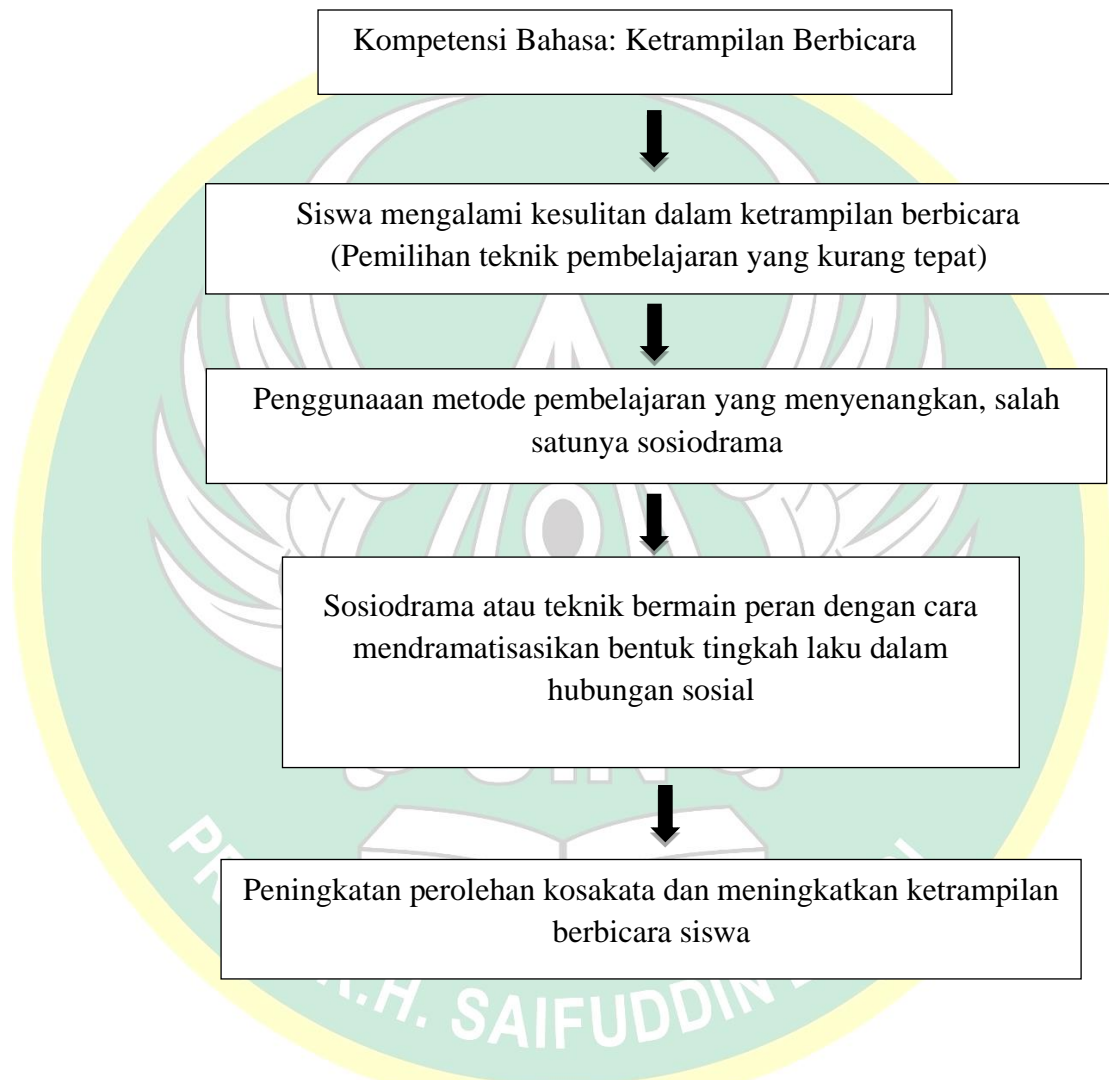 Kompetensi Bahasa: Ketrampilan Berbicara
Siswa mengalami kesulitan dalam ketrampilan berbicara
(Pemilihan teknik pembelajaran yang kurang tepat)
Penggunaaan metode pembelajaran yang menyenangkan, salah
satunya sosiodrama
Sosiodrama atau teknik bermain peran dengan cara
mendramatisasikan bentuk tingkah laku dalam
hubungan sosial
Peningkatan perolehan kosakata dan meningkatkan ketrampilan
berbicara siswa
K.H. SAIFUDDIN